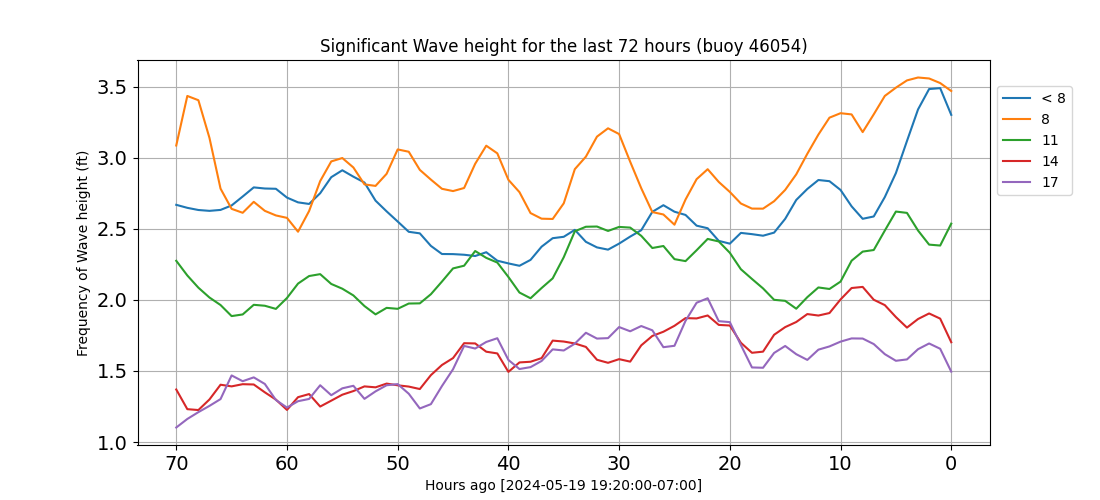 Significant Wave height for the last 72 hours (buoy 46054)
Frequency of Wave height (ft)
3.5
3.0
2.5
2.0
1.5
1.0
70 60 50 40 30 20 10 0
Hours ago [2024-05-19 19:20:00-07:00]
< 8
8
11
14
17